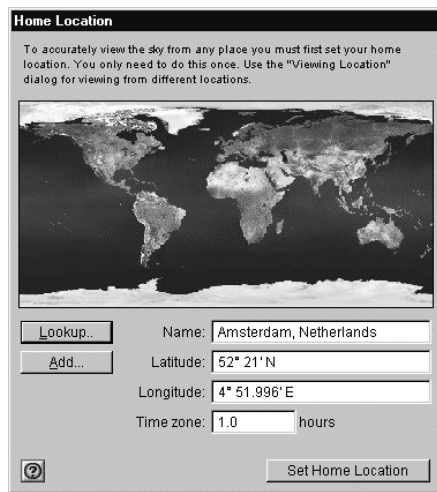 Home Location
To accurately view the sky from any place you must first set your home
location. You only need to do this once. Use the "Viewing Location"
dialog for viewing from different locations.
Lookup.. Name: Amsterdam, Netherlands
Add... Latitude: 52° 21' N
Longitude: 4° 51.996' E
Time zone: 1.0 hours
? Set Home Location